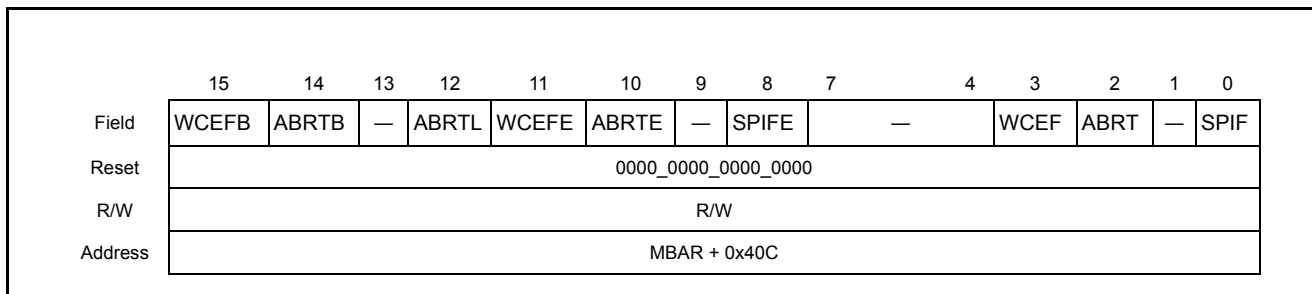 15 14 13 12 11 10 9 8 7 4 3 2 1 0
Field WCEFB ABRTB — ABRTL WCEFE ABRTE — SPIFE — WCEF ABRT — SPIF
Reset 0000_0000_0000_0000
R/W R/W
Address MBAR + 0x40C